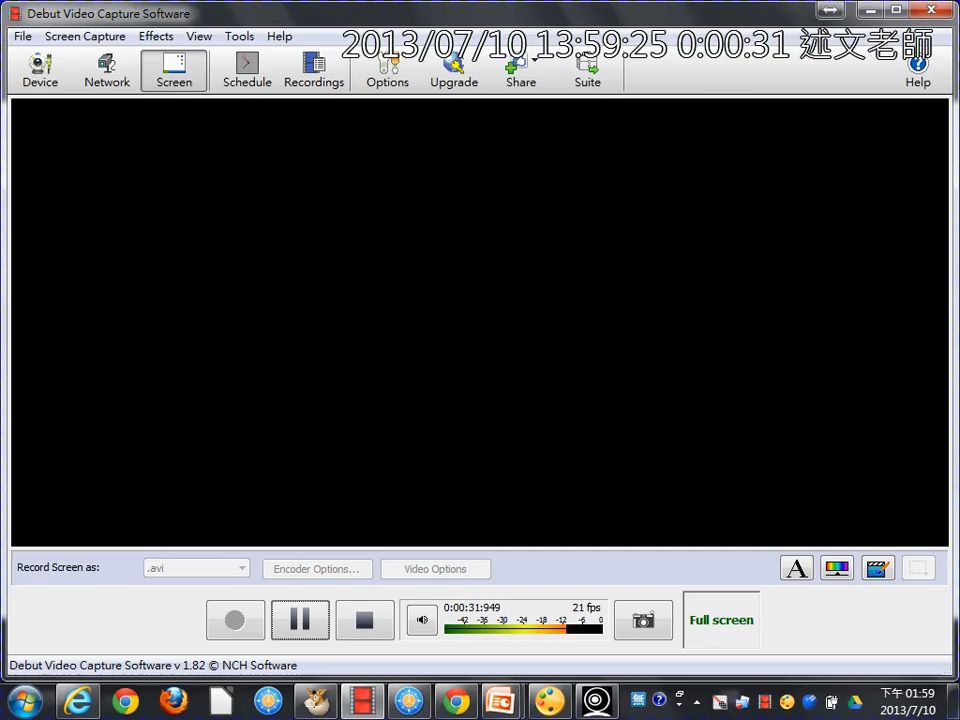 Debut Video Capture Software
File Screen Capture Effects View Tools Help
2013/07/10 13:59:25 0:00:31 述文老師
Device Network Screen Schedule Recordings Options Upgrade Share Suite Help
Record Screen as: .avi Encoder Options... Video Options A
0:00:31:949 21 fps
-42 -36 -30 -24 -18 -12 -6 0
Full screen
Debut Video Capture Software v 1.82 © NCH Software
下午 01:59
2013/7/10